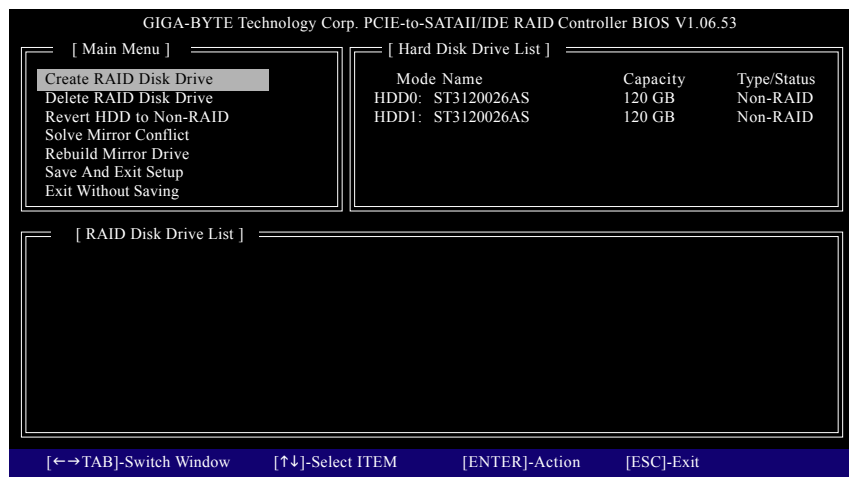 GIGA-BYTE Technology Corp. PCIE-to-SATAII/IDE RAID Controller BIOS V1.06.53
[ Main Menu ]
Create RAID Disk Drive
Delete RAID Disk Drive
Revert HDD to Non-RAID
Solve Mirror Conflict
Rebuild Mirror Drive
Save And Exit Setup
Exit Without Saving
[ Hard Disk Drive List ]
Mode Name Capacity Type/Status
HDD0: ST3120026AS 120 GB Non-RAID
HDD1: ST3120026AS 120 GB Non-RAID
[ RAID Disk Drive List ]
[←→TAB]-Switch Window [↑↓]-Select ITEM [ENTER]-Action [ESC]-Exit